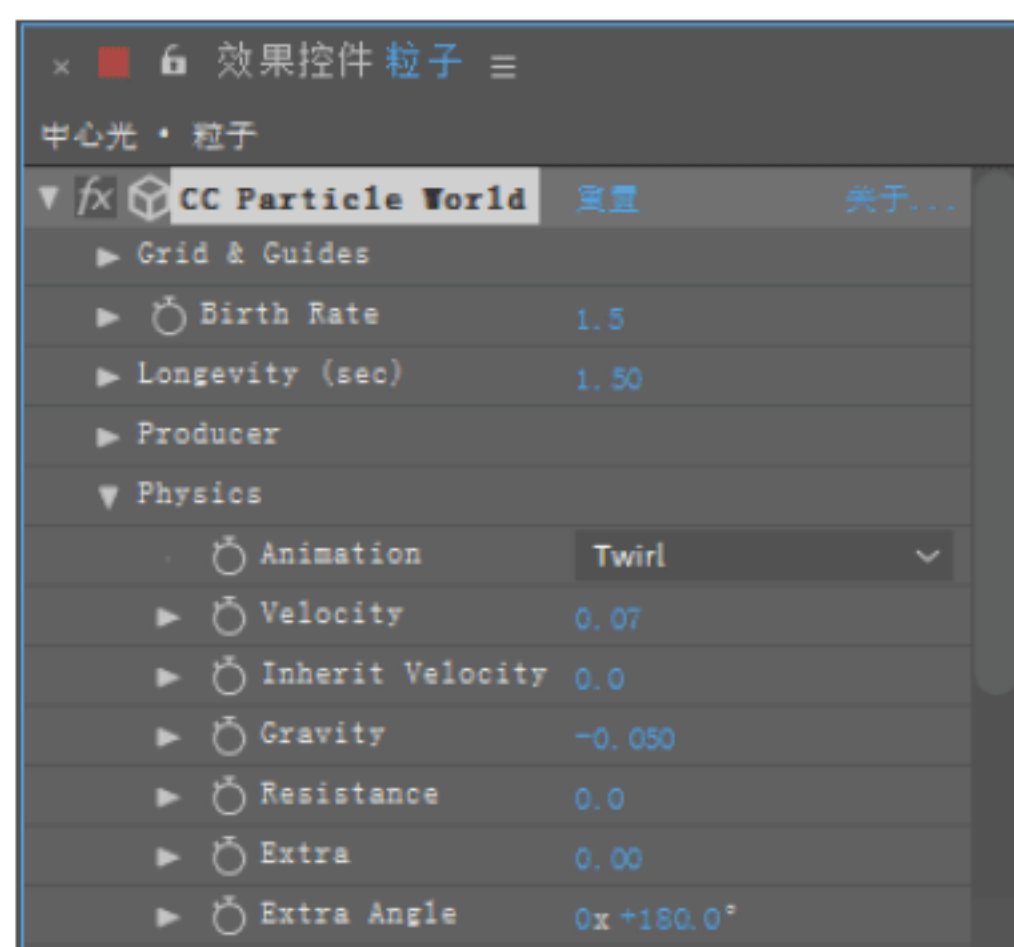 × 效果控件 粒子 ≡
中心光 • 粒子
fx CC Particle World 重置 关于...
Grid & Guides
Birth Rate 1.5
Longevity (sec) 1.50
Producer
Physics
Animation Twirl
Velocity 0.07
Inherit Velocity 0.0
Gravity -0.050
Resistance 0.0
Extra 0.00
Extra Angle 0x +180.0°